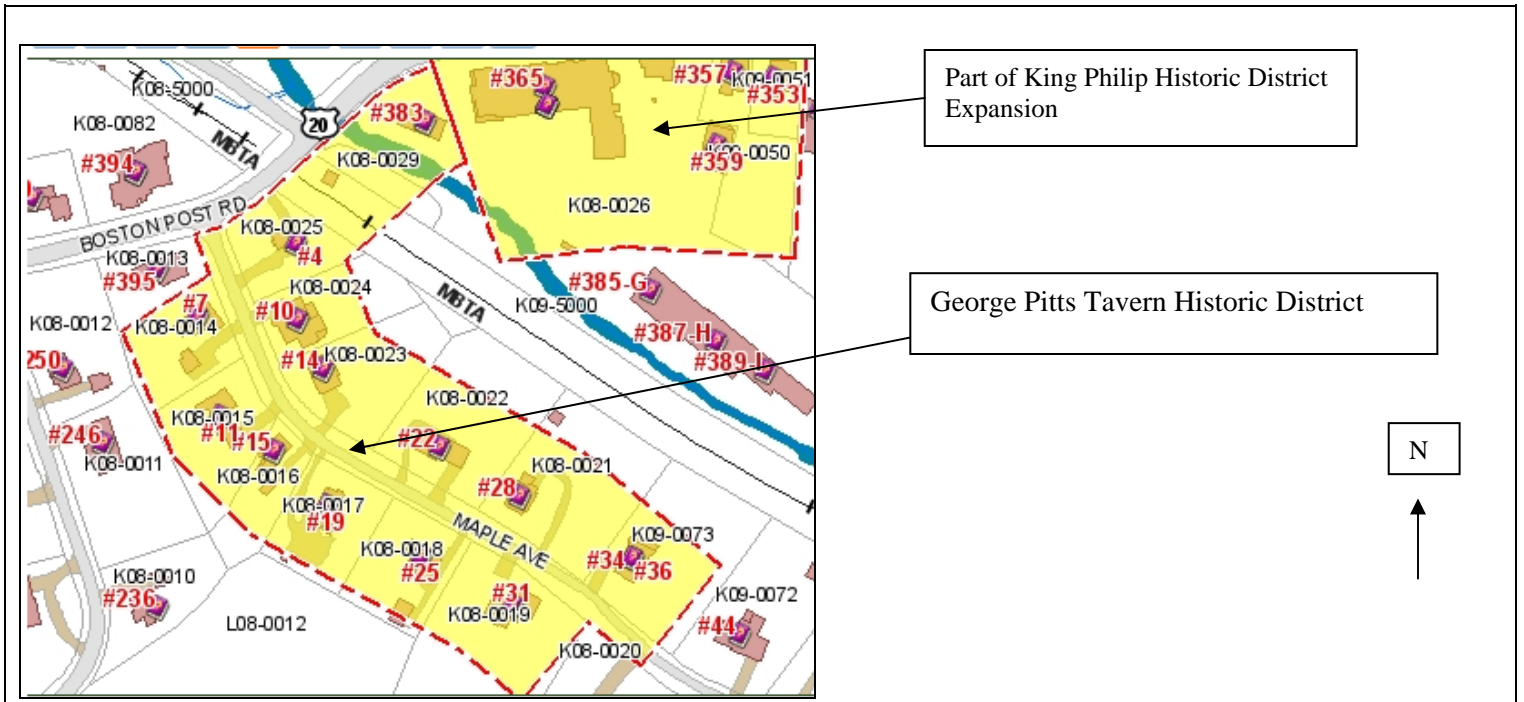 Part of King Philip Historic District
Expansion
George Pitts Tavern Historic District
N
K08-5000
K08-0082
MBTA
20
#394
#383
K08-0029
#365
#357
K09-0051
#353
#359
K08-0026
BOSTON POST RD
K08-0025
#4
K08-0013
#395
K08-0024
MBTA
K09-5000
#385-G
#387-H
#389-I
K08-0012
#7
K08-0014
#10
#14
K08-0023
250
K08-0022
K08-0015
#11
#15
#22
#246
K08-0011
K08-0016
K08-0021
#28
K08-0017
#19
MAPLE AVE
K08-0018
#25
K09-0073
#34
#36
K08-0010
#236
L08-0012
#31
K08-0019
K09-0072
#44
K08-0020